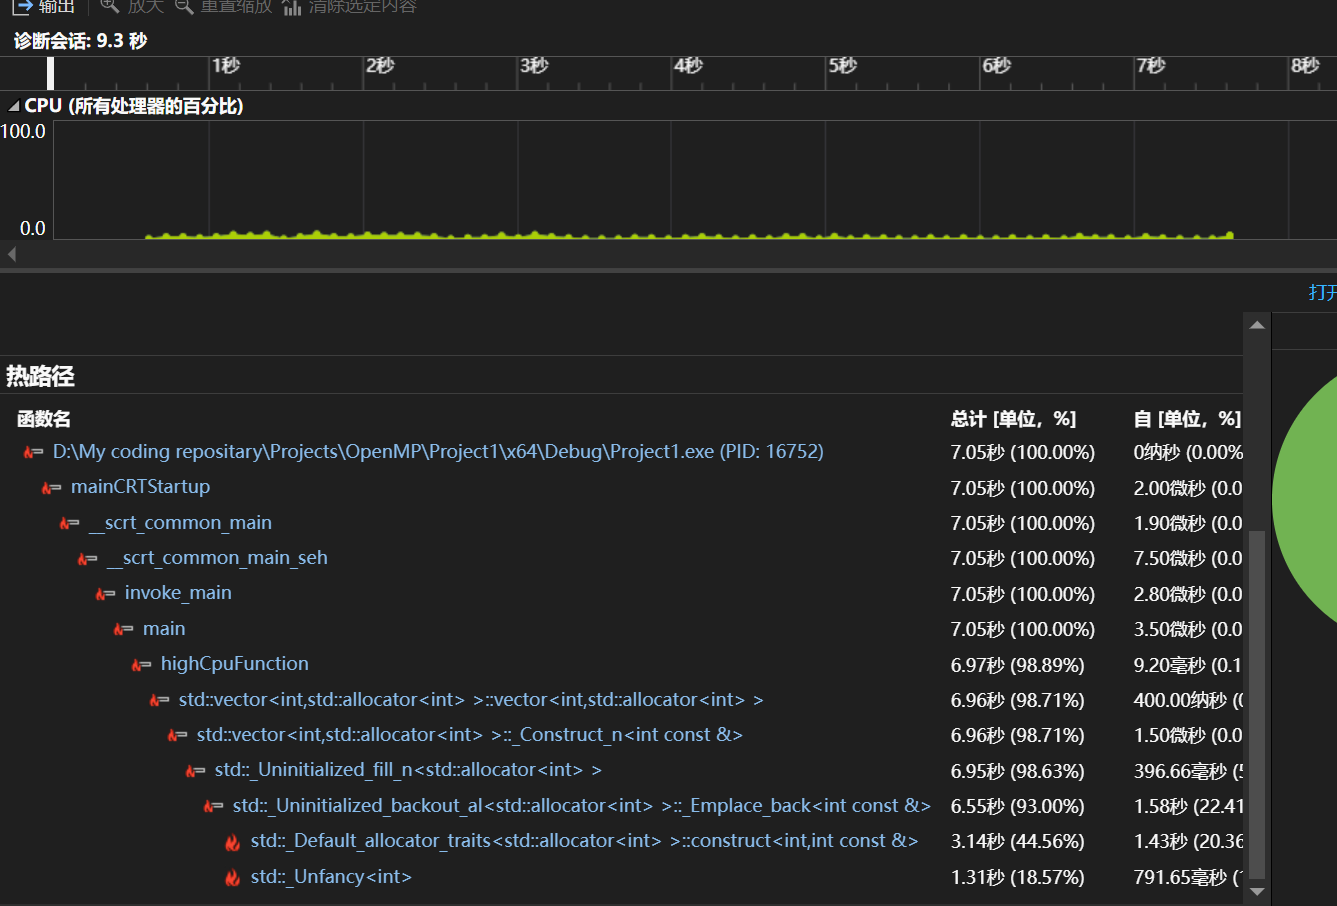 输出 放大 重置缩放 清除选定内容
诊断会话: 9.3 秒
1秒 2秒 3秒 4秒 5秒 6秒 7秒 8秒
CPU (所有处理器的百分比)
100.0
0.0
打开
热路径
函数名 总计 [单位，%] 自 [单位，%]
D:\My coding repositary\Projects\OpenMP\Project1\x64\Debug\Project1.exe (PID: 16752) 7.05秒 (100.00%) 0纳秒 (0.00%
mainCRTStartup 7.05秒 (100.00%) 2.00微秒 (0.0
__scrt_common_main 7.05秒 (100.00%) 1.90微秒 (0.0
__scrt_common_main_seh 7.05秒 (100.00%) 7.50微秒 (0.0
invoke_main 7.05秒 (100.00%) 2.80微秒 (0.0
main 7.05秒 (100.00%) 3.50微秒 (0.0
highCpuFunction 6.97秒 (98.89%) 9.20毫秒 (0.1
std::vector<int,std::allocator<int> >::vector<int,std::allocator<int> > 6.96秒 (98.71%) 400.00纳秒 (
std::vector<int,std::allocator<int> >::_Construct_n<int const &> 6.96秒 (98.71%) 1.50微秒 (0.0
std::_Uninitialized_fill_n<std::allocator<int> > 6.95秒 (98.63%) 396.66毫秒 (
std::_Uninitialized_backout_al<std::allocator<int> >::_Emplace_back<int const &> 6.55秒 (93.00%) 1.58秒 (22.41
std::_Default_allocator_traits<std::allocator<int> >::construct<int,int const &> 3.14秒 (44.56%) 1.43秒 (20.36
std::_Unfancy<int> 1.31秒 (18.57%) 791.65毫秒 (